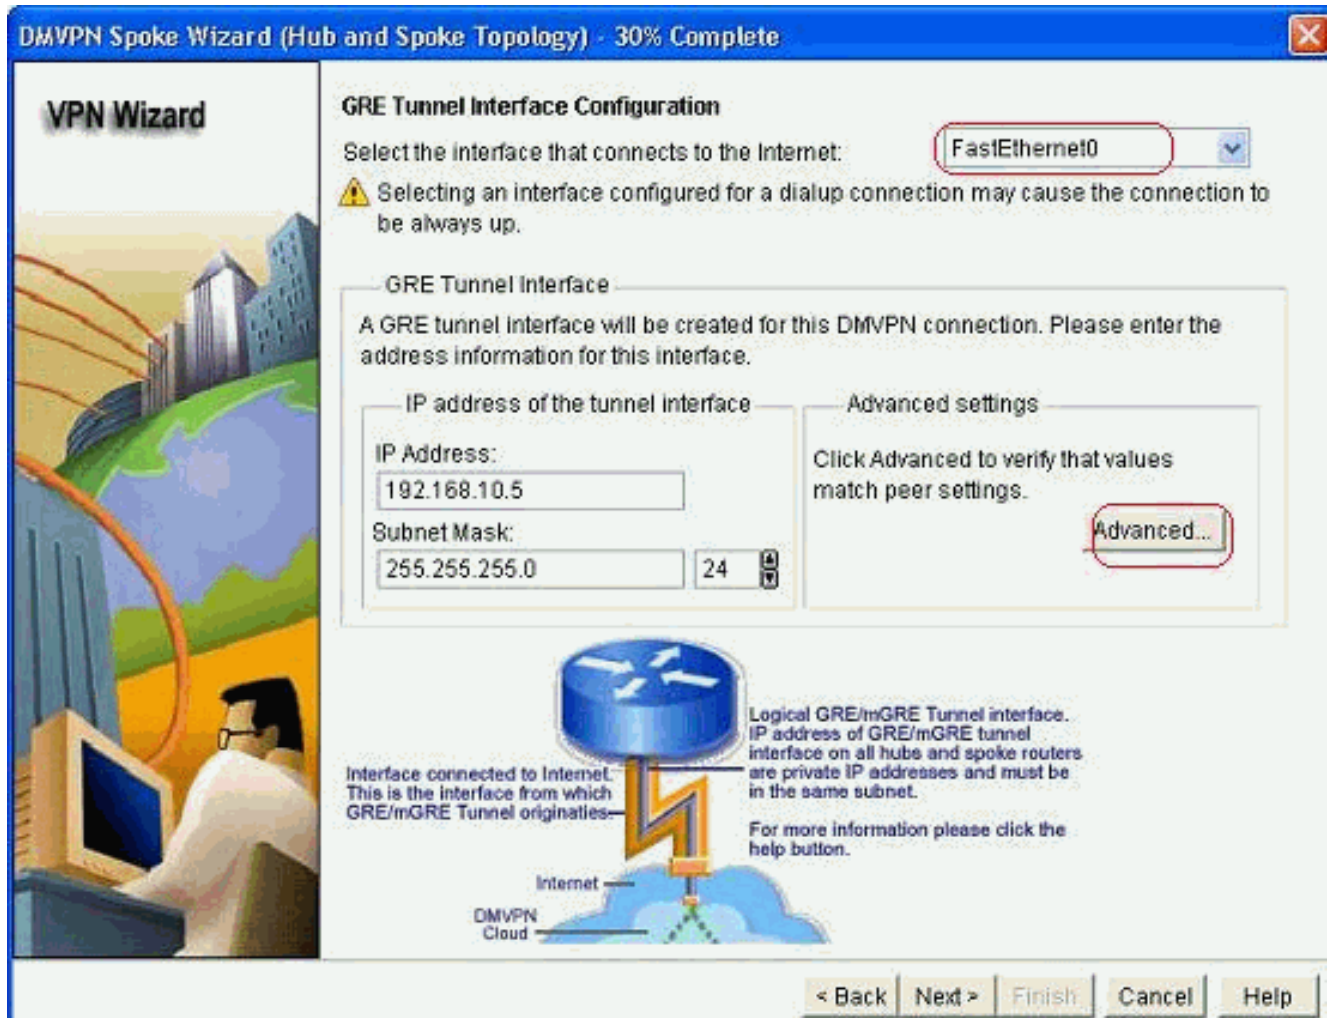 DMVPN Spoke Wizard (Hub and Spoke Topology) - 30% Complete
VPN Wizard
GRE Tunnel Interface Configuration
Select the interface that connects to the Internet:
FastEthernet0
Selecting an interface configured for a dialup connection may cause the connection to
be always up.
GRE Tunnel Interface
A GRE tunnel interface will be created for this DMVPN connection. Please enter the
address information for this interface.
IP address of the tunnel interface
IP Address:
192.168.10.5
Subnet Mask:
255.255.255.0
24
Advanced settings
Click Advanced to verify that values
match peer settings.
Advanced...
Interface connected to Internet.
This is the interface from which
GRE/mGRE Tunnel originaties
Logical GRE/mGRE Tunnel interface.
IP address of GRE/mGRE tunnel
interface on all hubs and spoke routers
are private IP addresses and must be
in the same subnet.
For more information please click the
help button.
Internet
DMVPN
Cloud
< Back
Next >
Finish
Cancel
Help